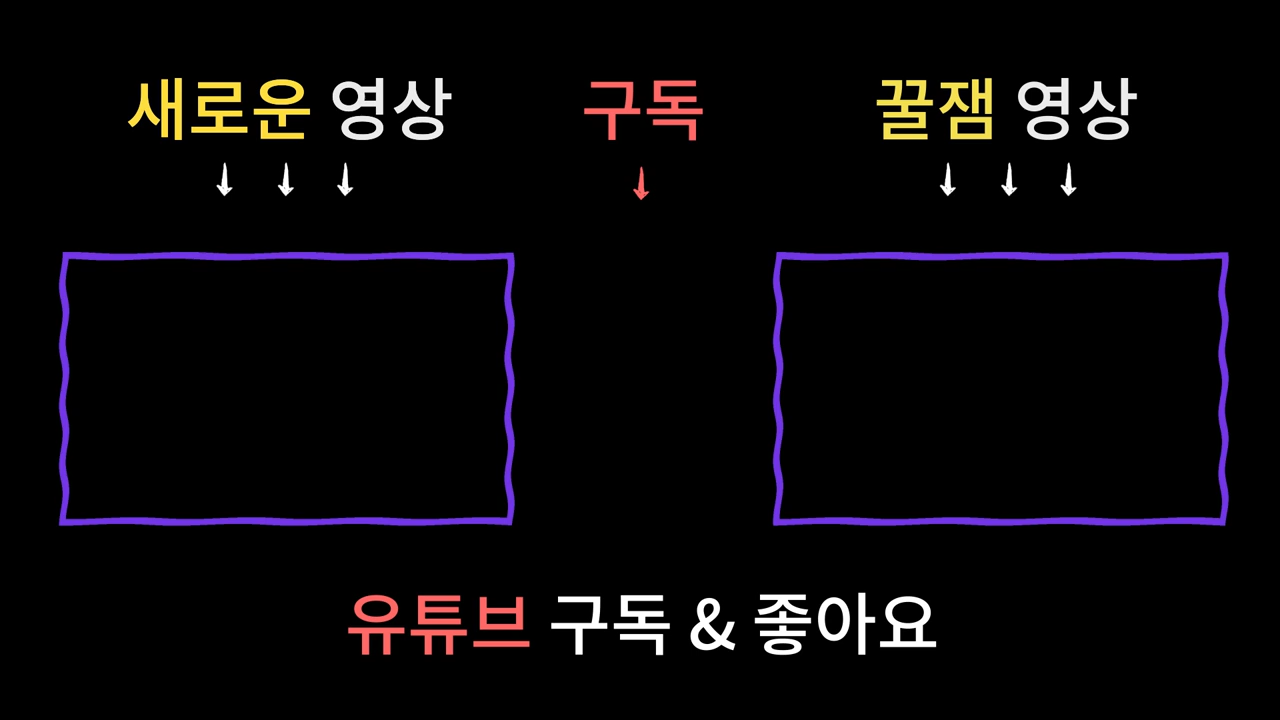 새로운 영상
구독
꿀잼 영상
유튜브 구독 & 좋아요